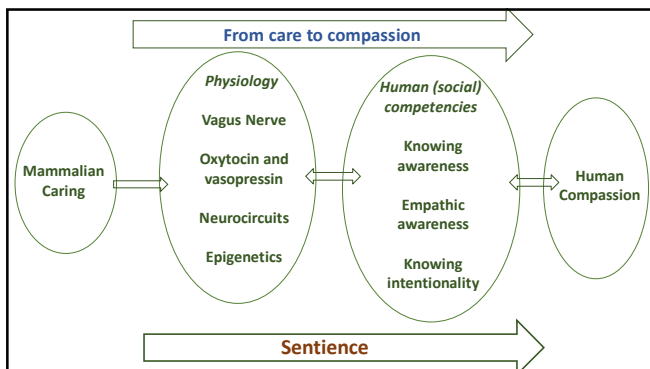 From care to compassion
Mammalian
Caring
Physiology
Vagus Nerve
Oxytocin and
vasopressin
Neurocircuits
Epigenetics
Human (social)
competencies
Knowing
awareness
Empathic
awareness
Knowing
intentionality
Human
Compassion
Sentience